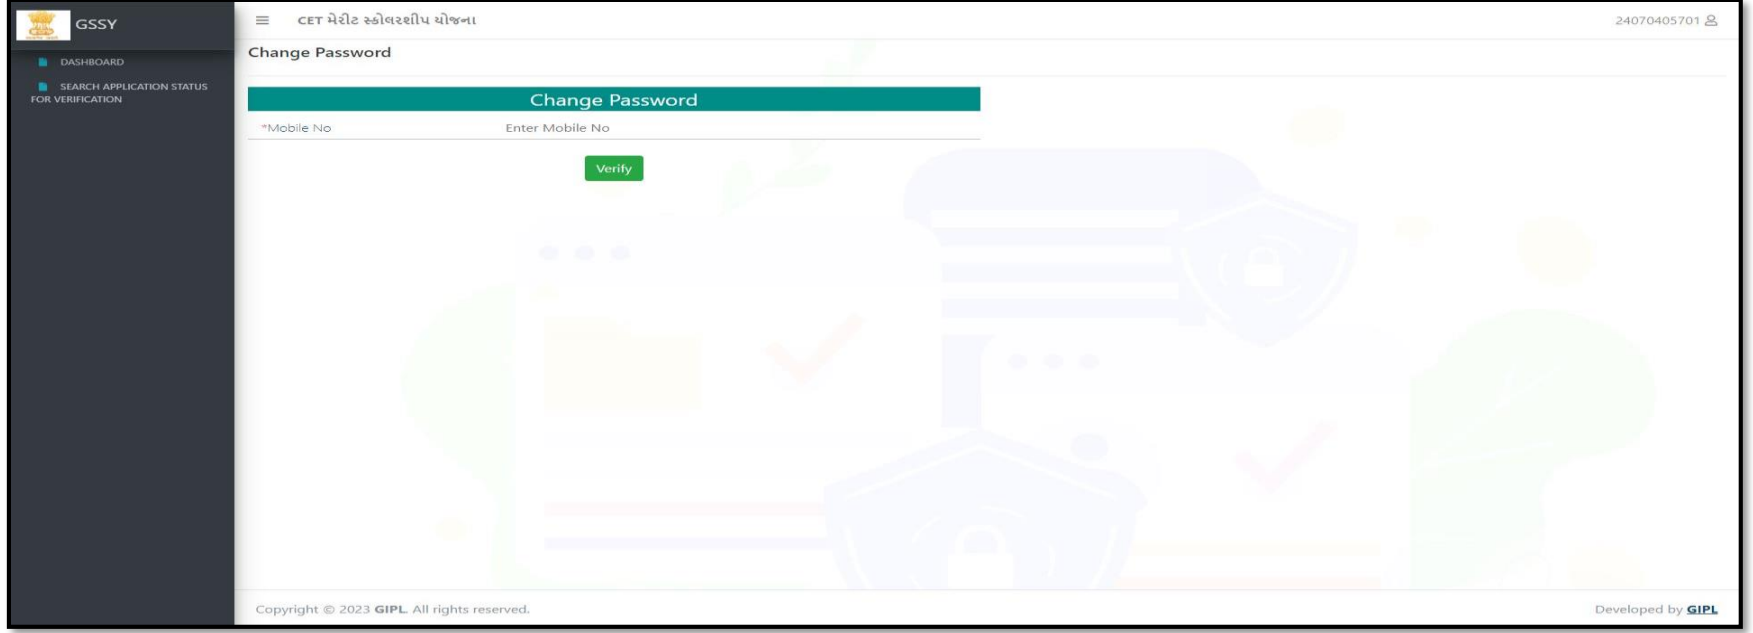 GSSY
CET મેરીટ સ્કોલરશીપ યોજના
24070405701
DASHBOARD
SEARCH APPLICATION STATUS
FOR VERIFICATION
Change Password
Change Password
*Mobile No
Enter Mobile No
Verify
Copyright © 2023 GIPL. All rights reserved.
Developed by GIPL